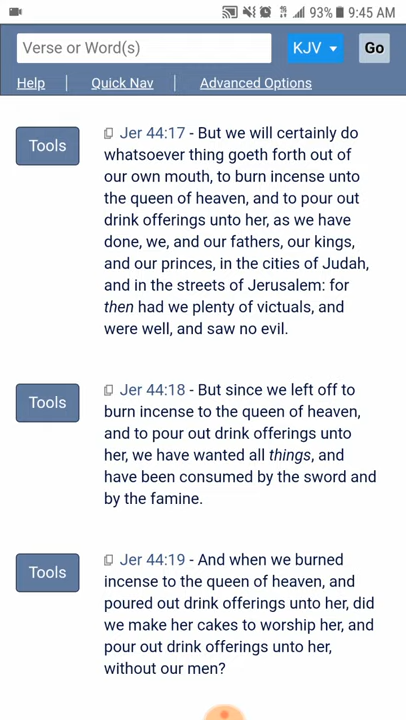 93% 9:45 AM
Verse or Word(s) KJV Go
Help | Quick Nav | Advanced Options
Tools
Jer 44:17 - But we will certainly do
whatsoever thing goeth forth out of
our own mouth, to burn incense unto
the queen of heaven, and to pour out
drink offerings unto her, as we have
done, we, and our fathers, our kings,
and our princes, in the cities of Judah,
and in the streets of Jerusalem: for
then had we plenty of victuals, and
were well, and saw no evil.
Tools
Jer 44:18 - But since we left off to
burn incense to the queen of heaven,
and to pour out drink offerings unto
her, we have wanted all things, and
have been consumed by the sword and
by the famine.
Tools
Jer 44:19 - And when we burned
incense to the queen of heaven, and
poured out drink offerings unto her, did
we make her cakes to worship her, and
pour out drink offerings unto her,
without our men?